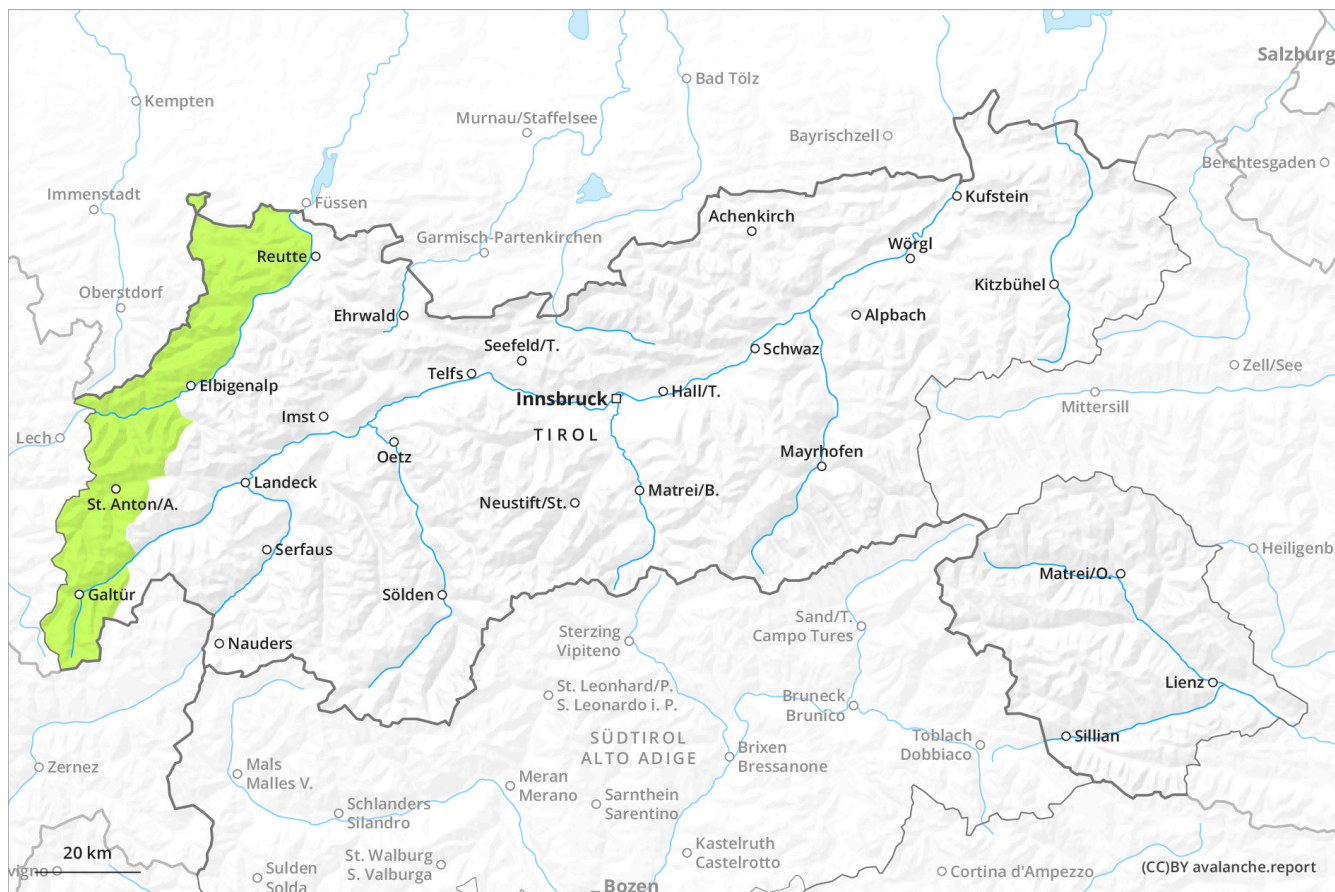 Salzburg
Bad Tölz
Kempten
Murnau/Staffelsee
Bayrischzell
Berchtesgaden
Immenstadt
Füssen
Kufstein
Achenkirch
Garmisch-Partenkirchen
Wörgl
Reutte
Kitzbühel
Oberstdorf
Ehrwald
Alpbach
Seefeld/T.
Schwaz
Zell/See
Telfs
Elbigenalp
Hall/T.
Innsbruck
Mittersill
Imst
Lech
TIROL
Oetz
Mayrhofen
Landeck
St. Anton/A.
Neustift/St.
Matrei/B.
Serfaus
Heiligenb
Matrei/O.
Galtür
Sölden
Sand/T.
Campo Tures
Sterzing
Vipiteno
Nauders
Lienz
St. Leonhard/P.
S. Leonardo i. P.
Bruneck
Brunico
Sillian
Toblach
Dobbiaco
SÜDTIROL
ALTO ADIGE
Brixen
Bressanone
Zernez
Mals
Malles V.
Meran
Merano
Sarnthein
Sarentino
Schlanders
Silandro
Kastelruth
Castelrotto
20 km
St. Walburg
S. Valburga
vigno
Sulden
Solda
Cortina d'Ampezzo
(CC)BY avalanche.report
Bozen